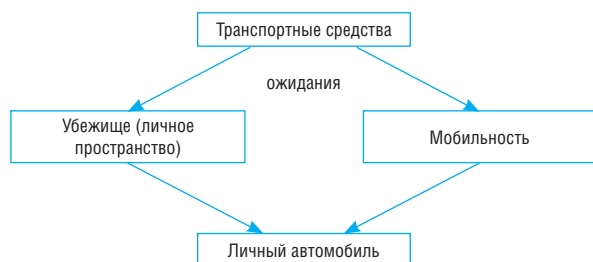 Транспортные средства
ожидания
Убежище (личное
пространство)
Мобильность
Личный автомобиль